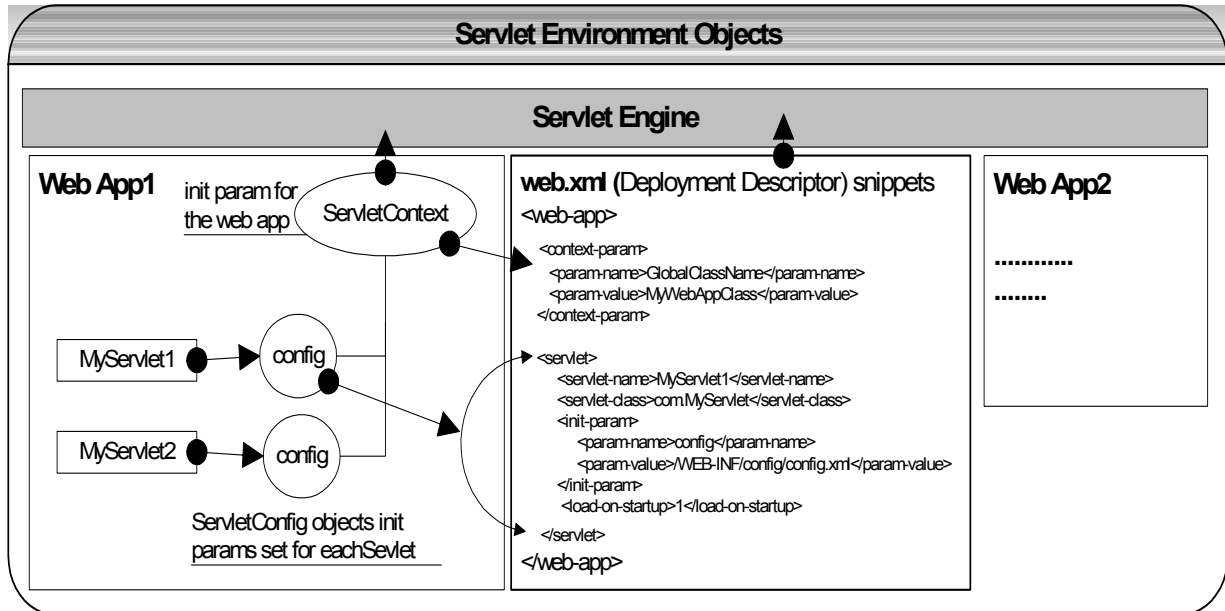 Servlet Environment Objects
Servlet Engine
Web App1
init param for
the web app
ServletContext
MyServlet1
config
MyServlet2
config
ServletConfig objects init
params set for eachSevlet
web.xml (Deployment Descriptor) snippets
<web-app>
<context-param>
<param-name>GlobalClassName</param-name>
<param-value>MyWebAppClass</param-value>
</context-param>
<servlet>
<servlet-name>MyServlet1</servlet-name>
<servlet-class>com.MyServlet</servlet-class>
<init-param>
<param-name>config</param-name>
<param-value>/WEB-INF/config/config.xml</param-value>
</init-param>
<load-on-startup>1</load-on-startup>
</servlet>
</web-app>
Web App2
............
........